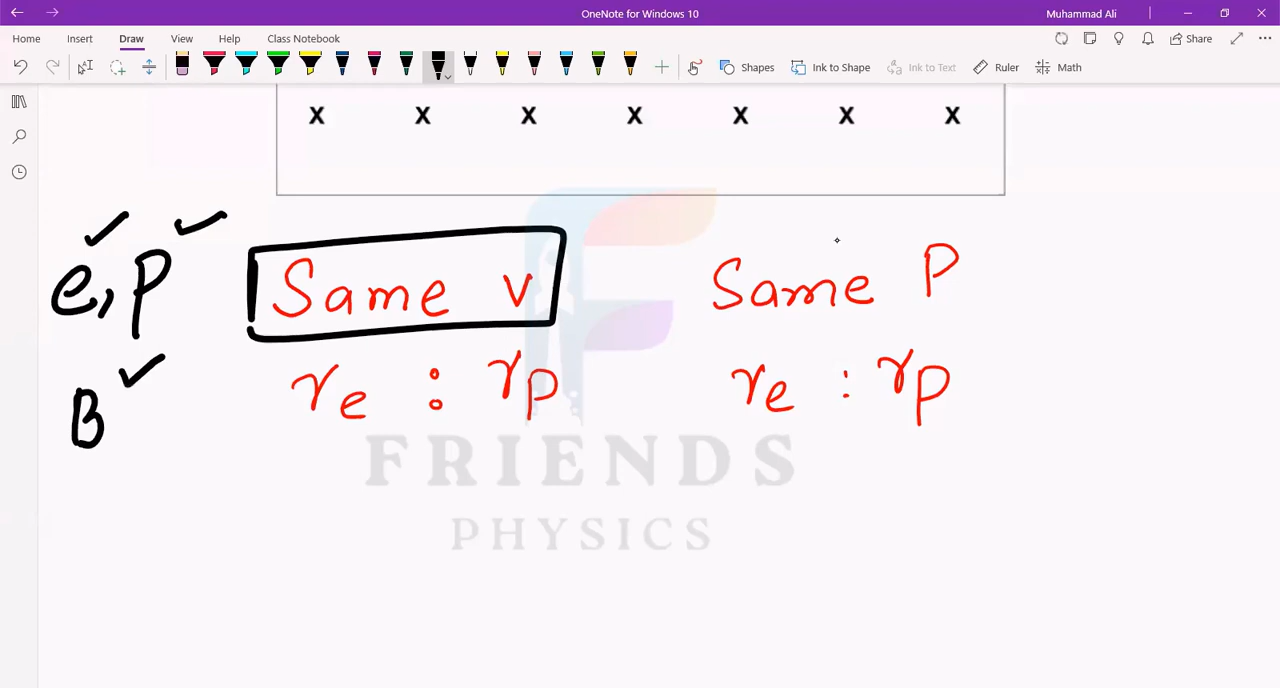 OneNote for Windows 10
Muhammad Ali
Home Insert Draw View Help Class Notebook
Share
Shapes Ink to Shape Ink to Text Ruler Math
X X X X X X X
e, p Same v Same P
re : rp re : rp
B
FRIENDS
PHYSICS